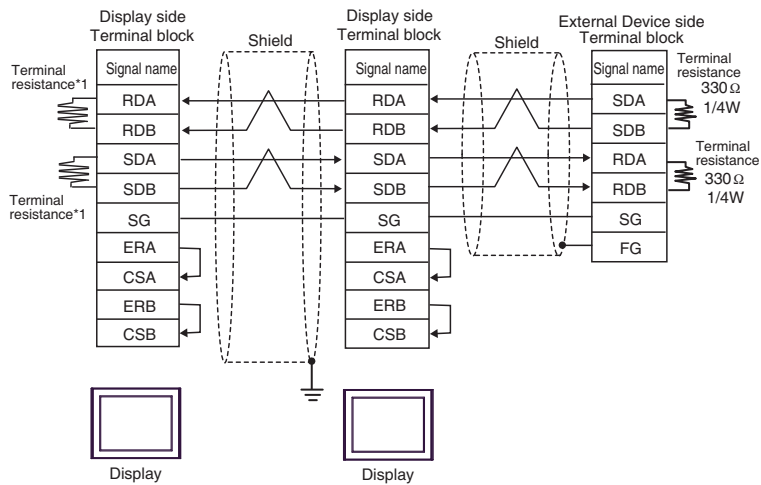 Display side
Terminal block
Display side
Terminal block
External Device side
Terminal block
Shield
Shield
Terminal
resistance*1
Terminal
resistance*1
Signal name
RDA
RDB
SDA
SDB
SG
ERA
CSA
ERB
CSB
Signal name
RDA
RDB
SDA
SDB
SG
ERA
CSA
ERB
CSB
Signal name
SDA
SDB
RDA
RDB
SG
FG
Terminal
resistance
330Ω
1/4W
Terminal
resistance
330Ω
1/4W
Display
Display